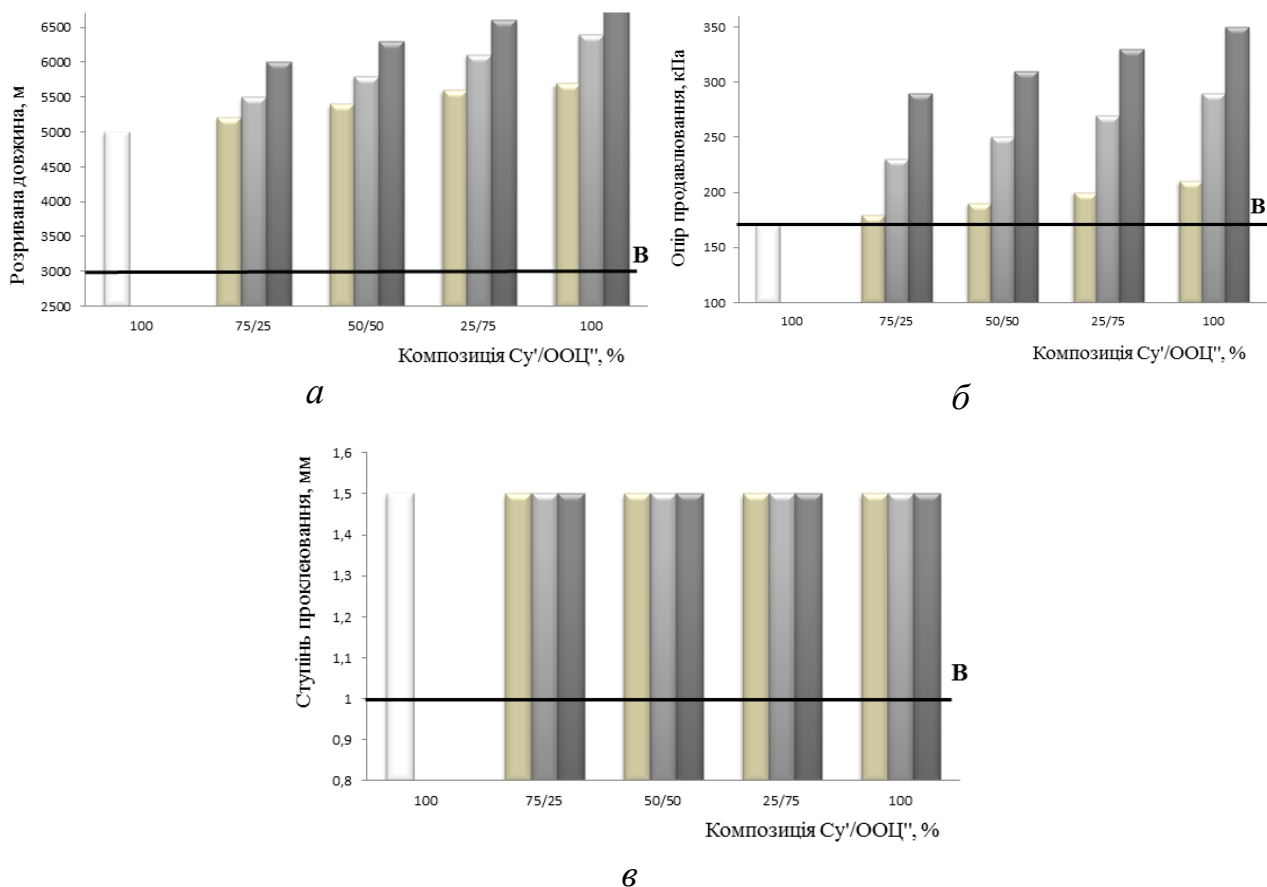 Розривана довжина, м
6500
6000
5500
5000
4500
4000
3500
3000
2500
В
100 75/25 50/50 25/75 100
Композиція Су'/ООЦ", %
а
Опір продавлювання, кПа
350
300
250
200
150
100
В
100 75/25 50/50 25/75 100
Композиція Су'/ООЦ", %
б
Ступінь проклеювання, мм
1,6
1,5
1,4
1,3
1,2
1,1
1
0,9
0,8
В
100 75/25 50/50 25/75 100
Композиція Су'/ООЦ", %
в